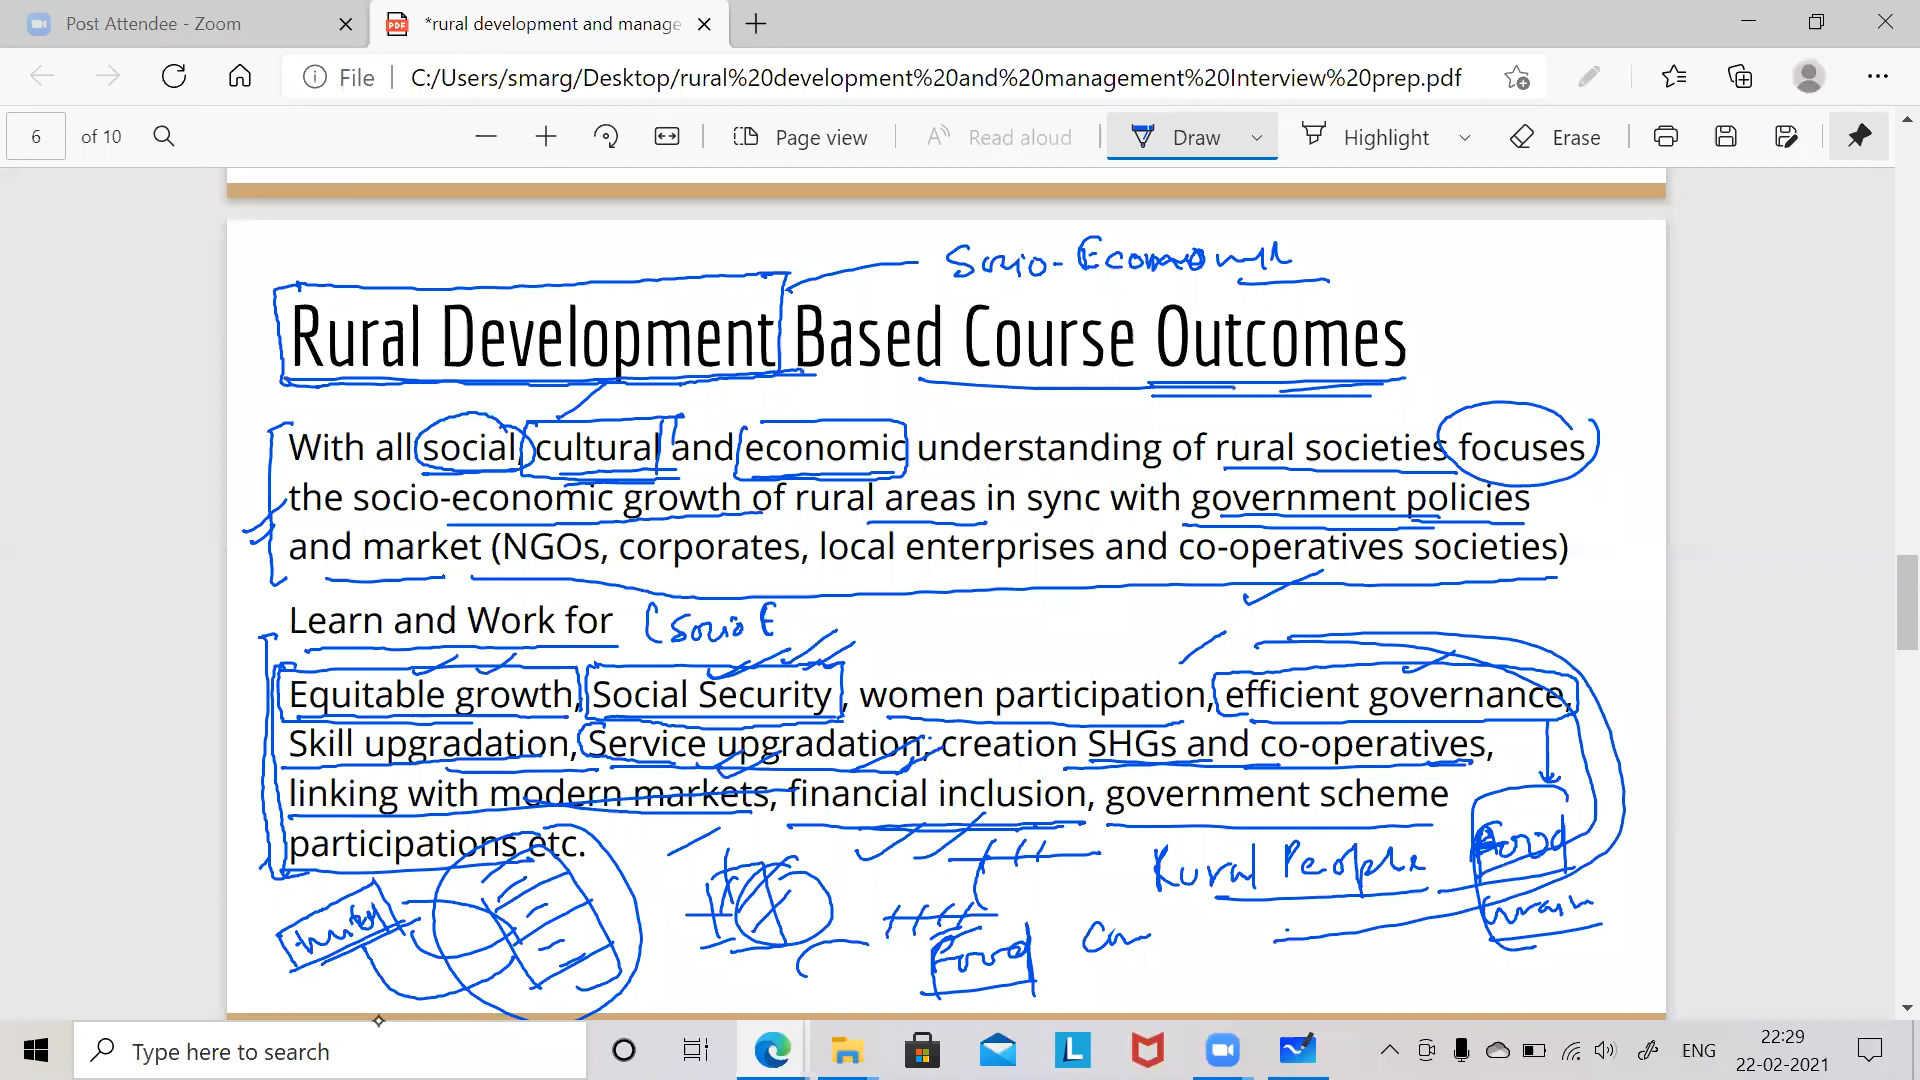 Post Attendee - Zoom
*rural development and manage
File
C:/Users/smarg/Desktop/rural%20development%20and%20management%20Interview%20prep.pdf
6 of 10
Page view
Read aloud
Draw
Highlight
Erase
Socio-Economic
Rural Development Based Course Outcomes
With all social, cultural and economic understanding of rural societies focuses
the socio-economic growth of rural areas in sync with government policies
and market (NGOs, corporates, local enterprises and co-operatives societies)
Learn and Work for (Socio E
Equitable growth, Social Security , women participation, efficient governance,
Skill upgradation, Service upgradation, creation SHGs and co-operatives,
linking with modern markets, financial inclusion, government scheme
participations etc.
Rural People
Food
Food
Type here to search
ENG
22:29
22-02-2021